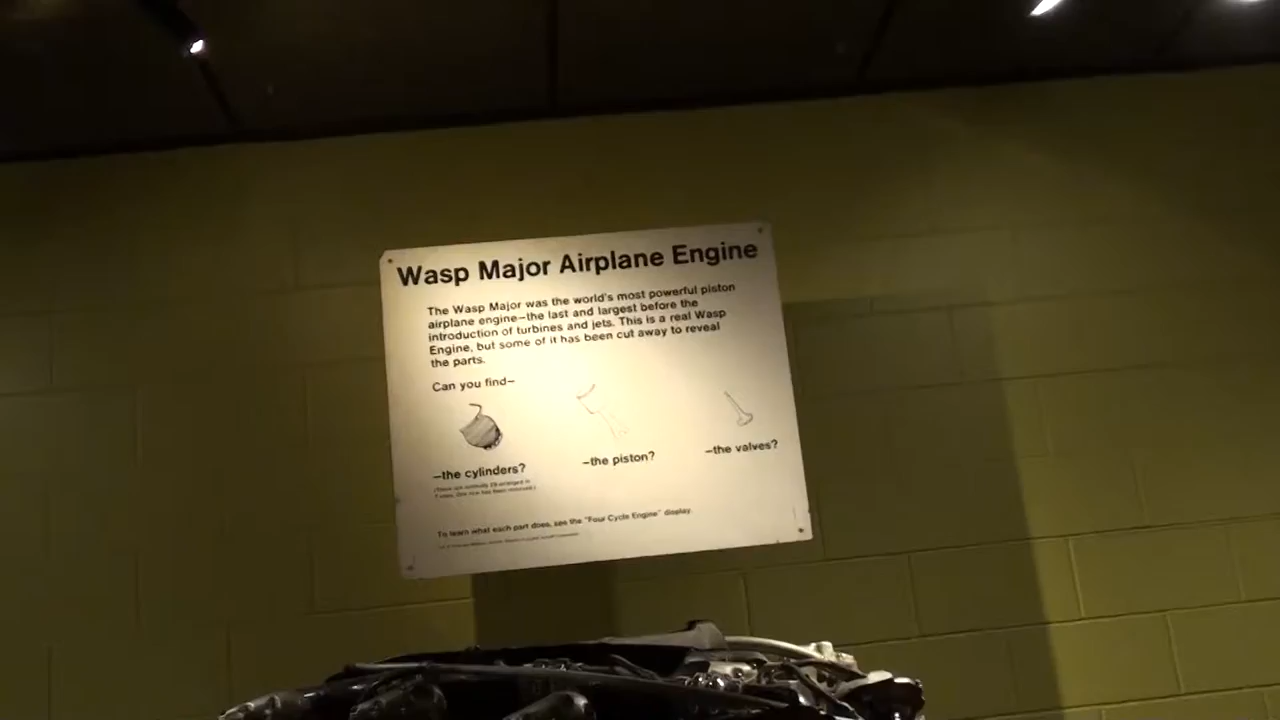 Wasp Major Airplane Engine
The Wasp Major was the world's most powerful piston
airplane engine—the last and largest before the
introduction of turbines and jets. This is a real Wasp
Engine, but some of it has been cut away to reveal
the parts.
Can you find—
—the cylinders?
—the piston?
—the valves?
To learn what each part does, see the "Four Cycle Engine" display.